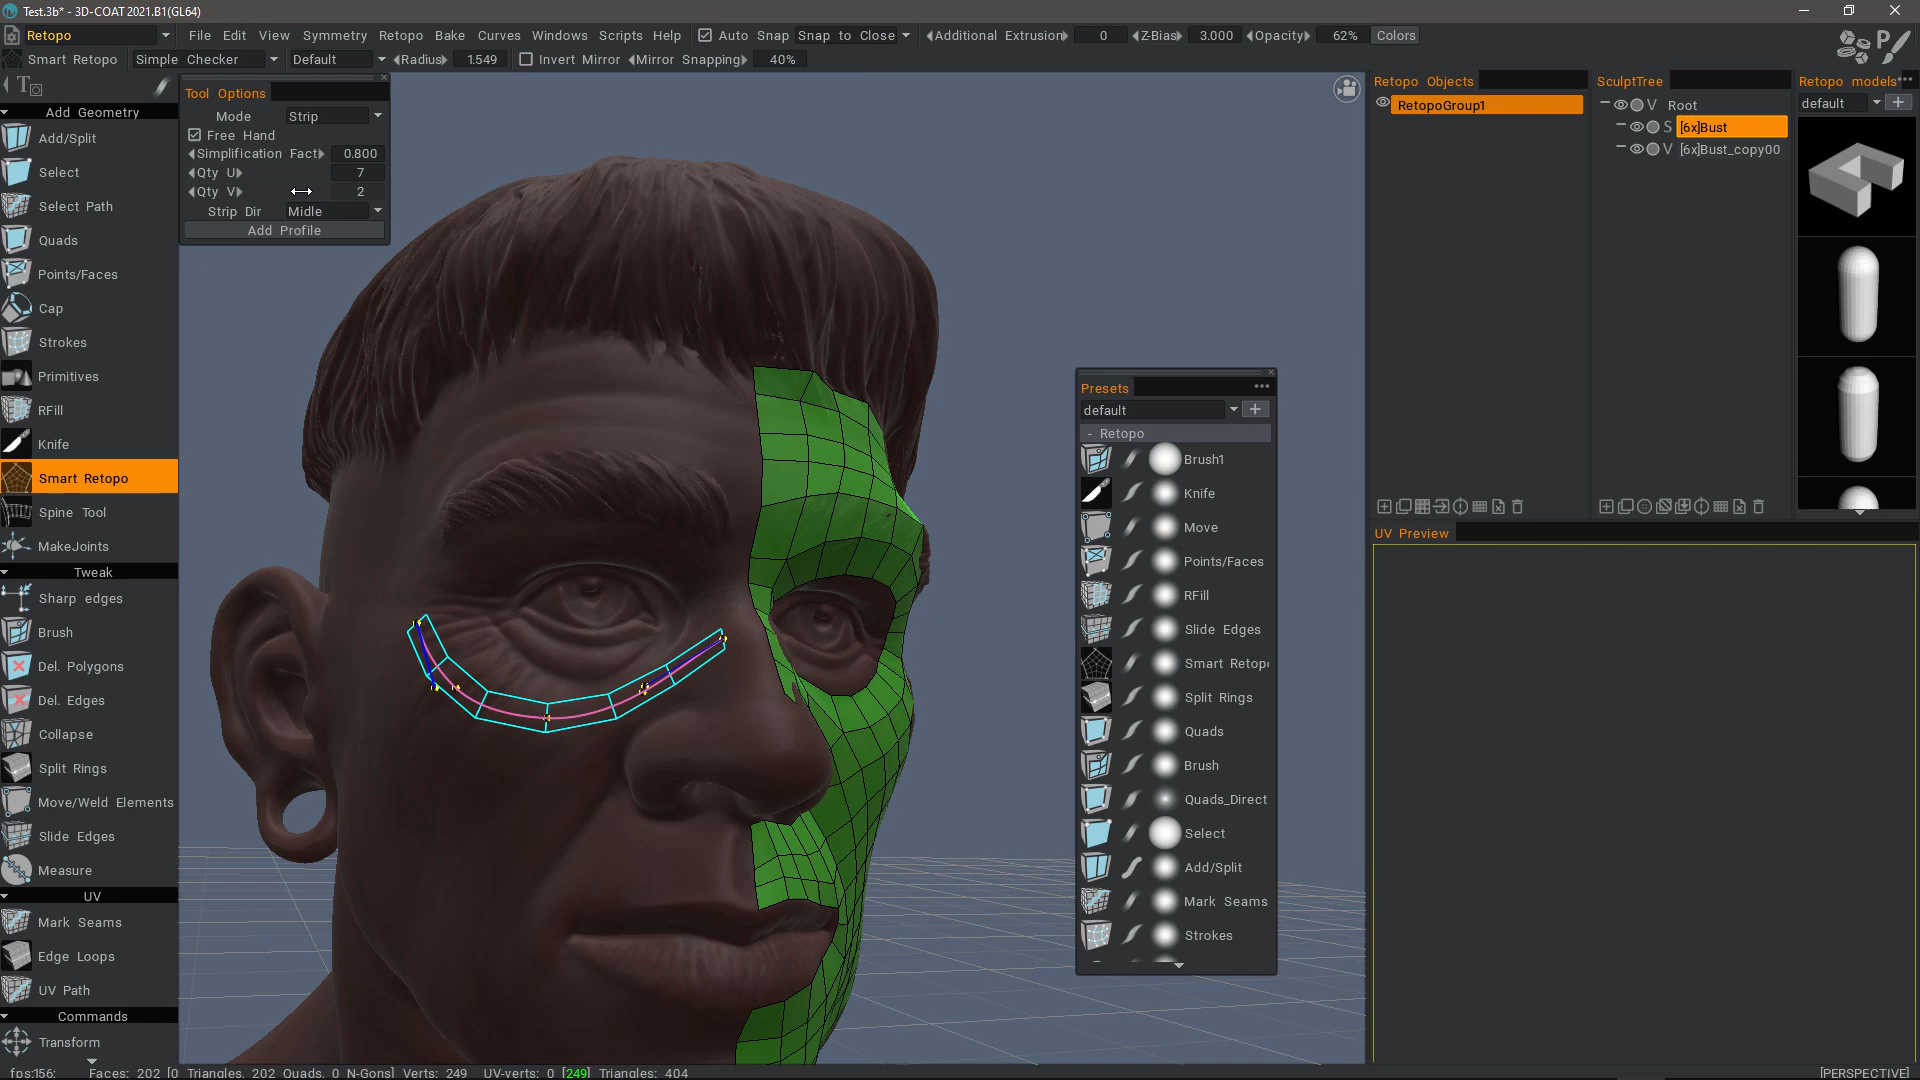 Test.3b* - 3D-COAT 2021.B1(GL64)
Retopo File Edit View Symmetry Retopo Bake Curves Windows Scripts Help Auto Snap Snap to Close Additional Extrusion 0 Z-Bias 3.000 Opacity 62% Colors
Smart Retopo Simple Checker Default Radius 1.549 Invert Mirror Mirror Snapping 40%
Add Geometry
Add/Split
Select
Select Path
Quads
Points/Faces
Cap
Strokes
Primitives
RFill
Knife
Smart Retopo
Spine Tool
MakeJoints
Tweak
Sharp edges
Brush
Del. Polygons
Del. Edges
Collapse
Split Rings
Move/Weld Elements
Slide Edges
Measure
UV
Mark Seams
Edge Loops
UV Path
Commands
Transform
Tool Options
Mode Strip
Free Hand
Simplification Fact 0.800
Qty U 7
Qty V 2
Strip Dir Midle
Add Profile
Presets
default
- Retopo
Brush1
Knife
Move
Points/Faces
RFill
Slide Edges
Smart Retop
Split Rings
Quads
Brush
Quads_Direct
Select
Add/Split
Mark Seams
Strokes
Retopo Objects
RetopoGroup1
SculptTree
V Root
S [6x]Bust
V [6x]Bust_copy00
Retopo models
default
UV Preview
fps:156: Faces: 202 [0 Triangles, 202 Quads, 0 N-Gons] Verts: 249 UV-verts: 0 [249] Triangles: 404
[PERSPECTIVE]